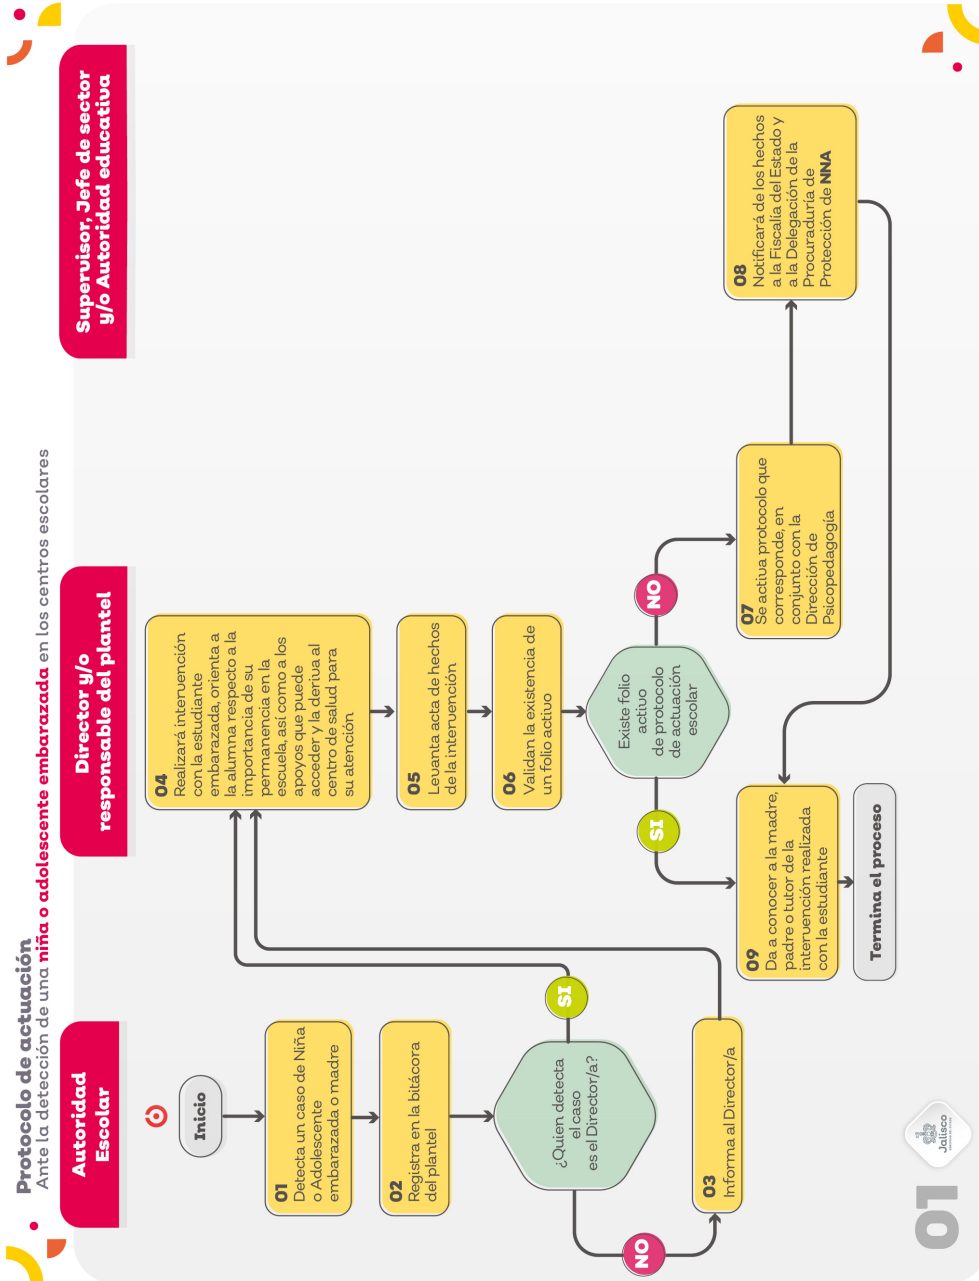 Protocolo de actuación
Ante la detección de una niña o adolescente embarazada en los centros escolares
Autoridad
Escolar
Director y/o
responsable del plantel
Supervisor, Jefe de sector
y/o Autoridad educativa
Inicio
01
Detecta un caso de Niña
o Adolescente
embarazada o madre
02
Registra en la bitácora
del plantel
¿Quien detecta
el caso
es el Director/a?
SI
NO
03
Informa al Director/a
04
Realizará intervención
con la estudiante
embarazada, orienta a
la alumna respecto a la
importancia de su
permanencia en la
escuela, así como a los
apoyos que puede
acceder y la deriva al
centro de salud para
su atención
05
Levanta acta de hechos
de la intervención
06
Validan la existencia de
un folio activo
Existe folio
activo
de protocolo
de actuación
escolar
SI
NO
07
Se activa protocolo que
corresponde, en
conjunto con la
Dirección de
Psicopedagogía
08
Notificará de los hechos
a la Fiscalía del Estado y
a la Delegación de la
Procuraduría de
Protección de NNA
09
Da a conocer a la madre,
padre o tutor de la
intervención realizada
con la estudiante
Termina el proceso
01
Jalisco